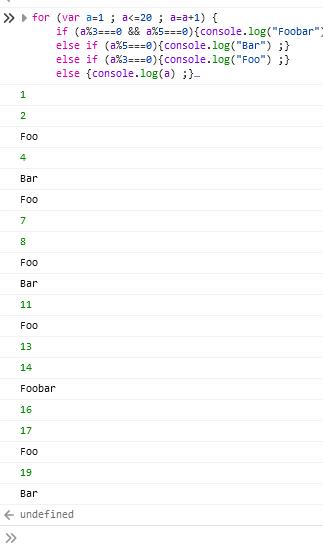 for (var a=1 ; a<=20 ; a=a+1) {
if (a%3===0 && a%5===0){console.log("Foobar")
else if (a%5===0){console.log("Bar") ;}
else if (a%3===0){console.log("Foo") ;}
else {console.log(a) ;}…
1
2
Foo
4
Bar
Foo
7
8
Foo
Bar
11
Foo
13
14
Foobar
16
17
Foo
19
Bar
undefined